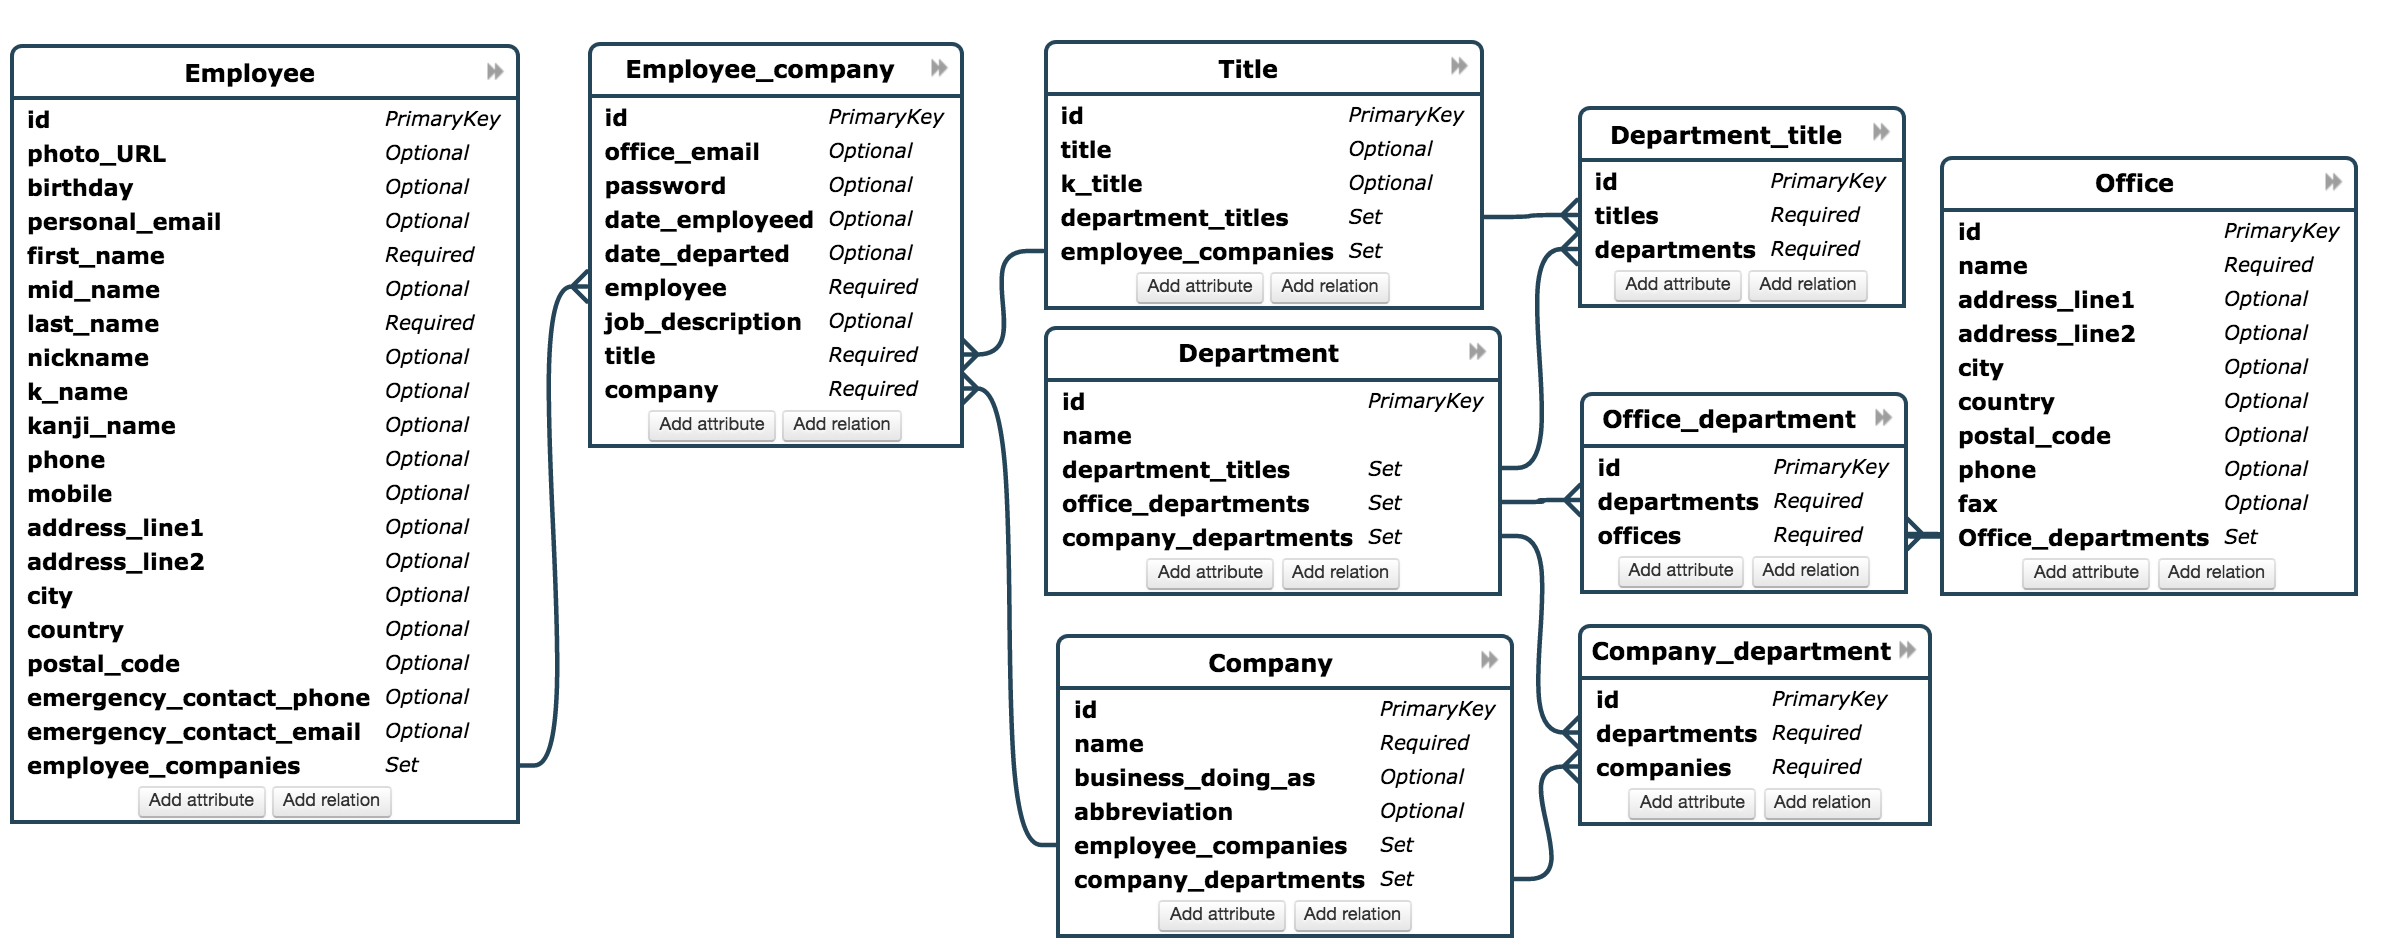 Employee
id PrimaryKey
photo_URL Optional
birthday Optional
personal_email Optional
first_name Required
mid_name Optional
last_name Required
nickname Optional
k_name Optional
kanji_name Optional
phone Optional
mobile Optional
address_line1 Optional
address_line2 Optional
city Optional
country Optional
postal_code Optional
emergency_contact_phone Optional
emergency_contact_email Optional
employee_companies Set
Add attribute Add relation
Employee_company
id PrimaryKey
office_email Optional
password Optional
date_employeed Optional
date_departed Optional
employee Required
job_description Optional
title Required
company Required
Add attribute Add relation
Title
id PrimaryKey
title Optional
k_title Optional
department_titles Set
employee_companies Set
Add attribute Add relation
Department
id PrimaryKey
name
department_titles Set
office_departments Set
company_departments Set
Add attribute Add relation
Company
id PrimaryKey
name Required
business_doing_as Optional
abbreviation Optional
employee_companies Set
company_departments Set
Add attribute Add relation
Department_title
id PrimaryKey
titles Required
departments Required
Add attribute Add relation
Office_department
id PrimaryKey
departments Required
offices Required
Add attribute Add relation
Company_department
id PrimaryKey
departments Required
companies Required
Add attribute Add relation
Office
id PrimaryKey
name Required
address_line1 Optional
address_line2 Optional
city Optional
country Optional
postal_code Optional
phone Optional
fax Optional
Office_departments Set
Add attribute Add relation